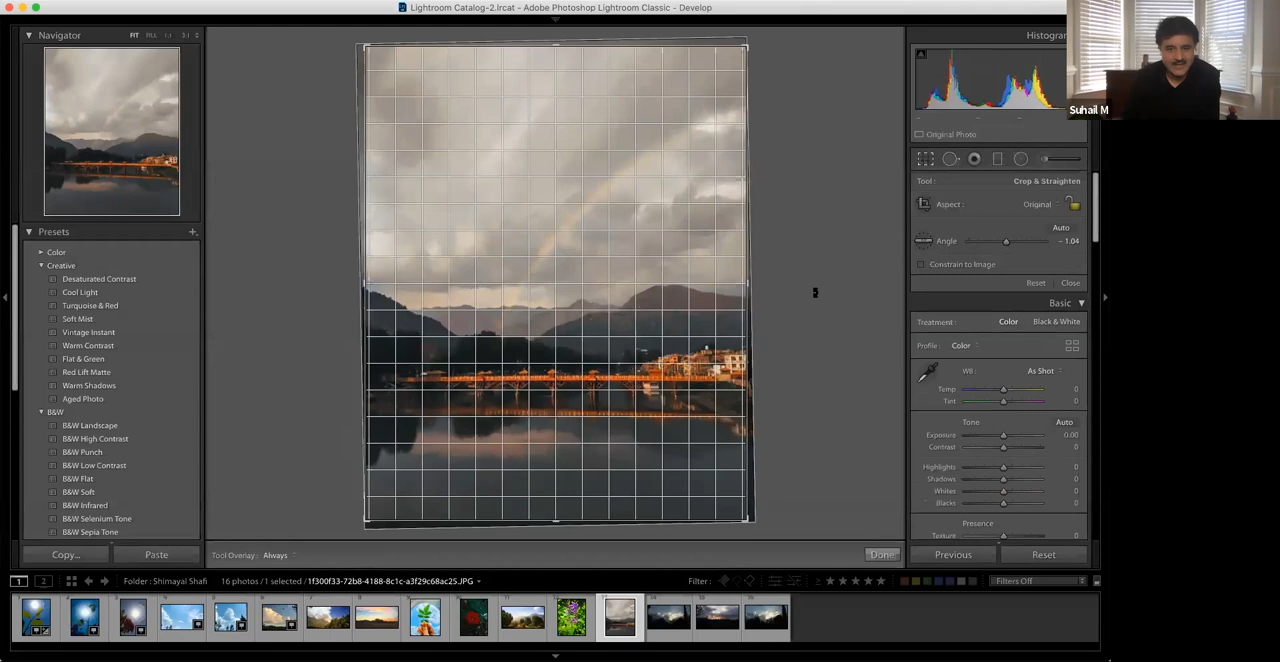 Lightroom Catalog-2.lrcat - Adobe Photoshop Lightroom Classic - Develop
Navigator
FIT FILL 1:1 3:1
Presets
Color
Creative
Desaturated Contrast
Cool Light
Turquoise & Red
Soft Mist
Vintage Instant
Warm Contrast
Flat & Green
Red Lift Matte
Warm Shadows
Aged Photo
B&W
B&W Landscape
B&W High Contrast
B&W Punch
B&W Low Contrast
B&W Flat
B&W Soft
B&W Infrared
B&W Selenium Tone
B&W Sepia Tone
Copy...
Paste
Tool Overlay: Always
Done
Histogr
Suhail M
Original Photo
Tool: Crop & Straighten
Aspect: Original
Auto
Angle - 1.04
Constrain to Image
Reset Close
Basic
Treatment: Color Black & White
Profile: Color
WB: As Shot
Temp 0
Tint 0
Tone Auto
Exposure 0.00
Contrast 0
Highlights 0
Shadows 0
Whites 0
Blacks 0
Presence
Texture
Previous
Reset
1 2 Folder: Shimayal Shafi 16 photos / 1 selected / 1f300f33-72b8-4188-8c1c-a3f29c68ac25.JPG Filter: Filters Off